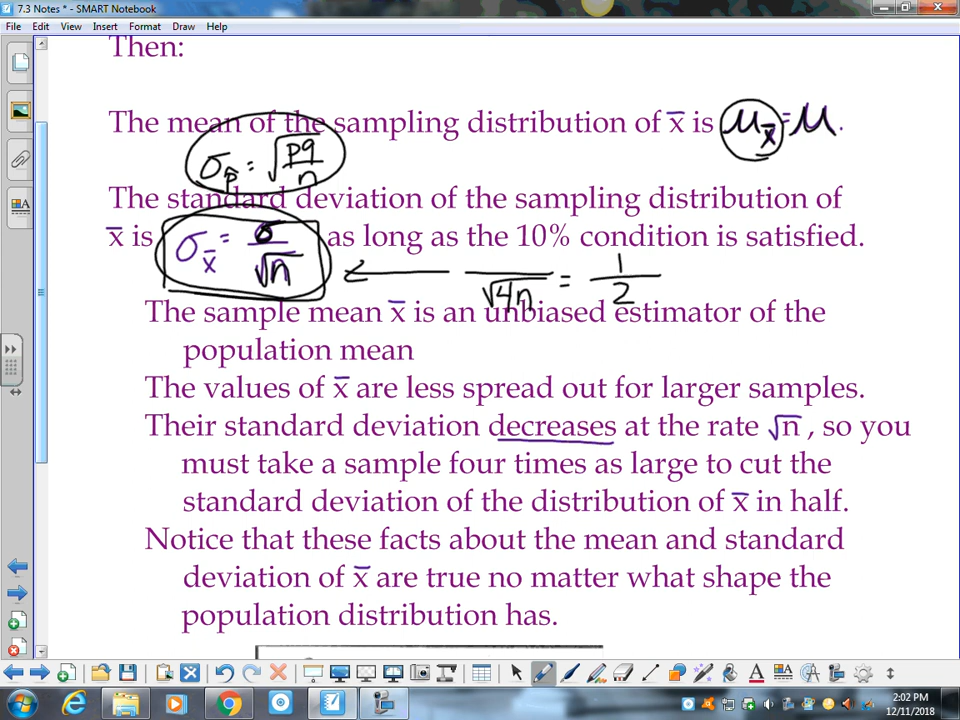 7.3 Notes * - SMART Notebook
File Edit View Insert Format Draw Help
Then:
The mean of the sampling distribution of x̄ is μx̄ = μ.
σp̂ = √(pq/n)
The standard deviation of the sampling distribution of
x̄ is σx̄ = σ/√n as long as the 10% condition is satisfied.
√4n = 1/2
The sample mean x̄ is an unbiased estimator of the
population mean
The values of x̄ are less spread out for larger samples.
Their standard deviation decreases at the rate √n , so you
must take a sample four times as large to cut the
standard deviation of the distribution of x̄ in half.
Notice that these facts about the mean and standard
deviation of x̄ are true no matter what shape the
population distribution has.
2:02 PM
12/11/2018